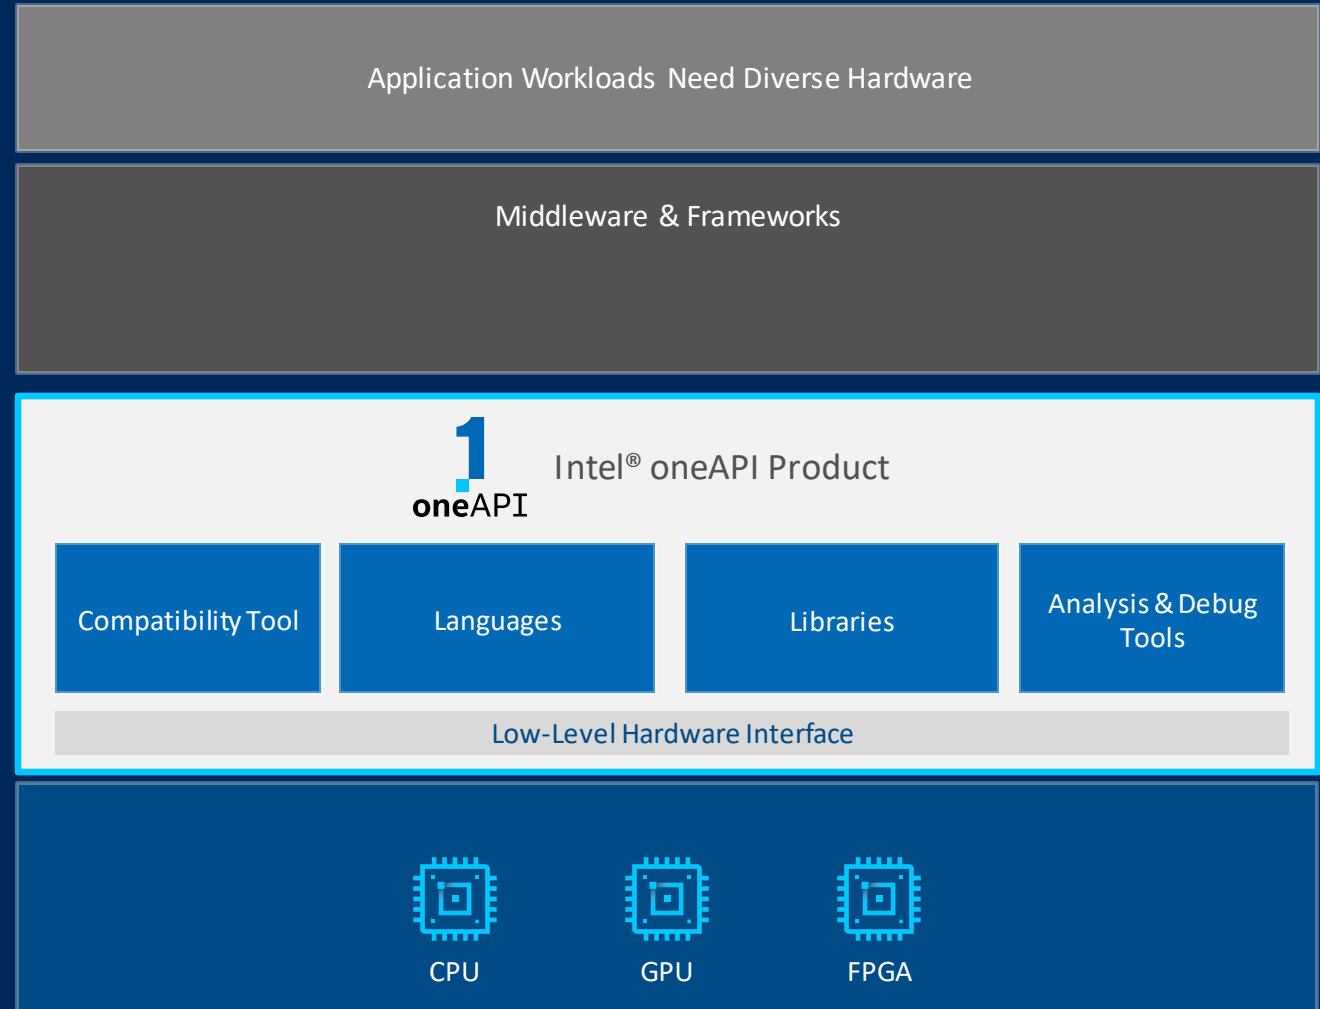 Application Workloads Need Diverse Hardware
Middleware & Frameworks
1
oneAPI
Intel® oneAPI Product
Compatibility Tool
Languages
Libraries
Analysis & Debug
Tools
Low-Level Hardware Interface
CPU
GPU
FPGA